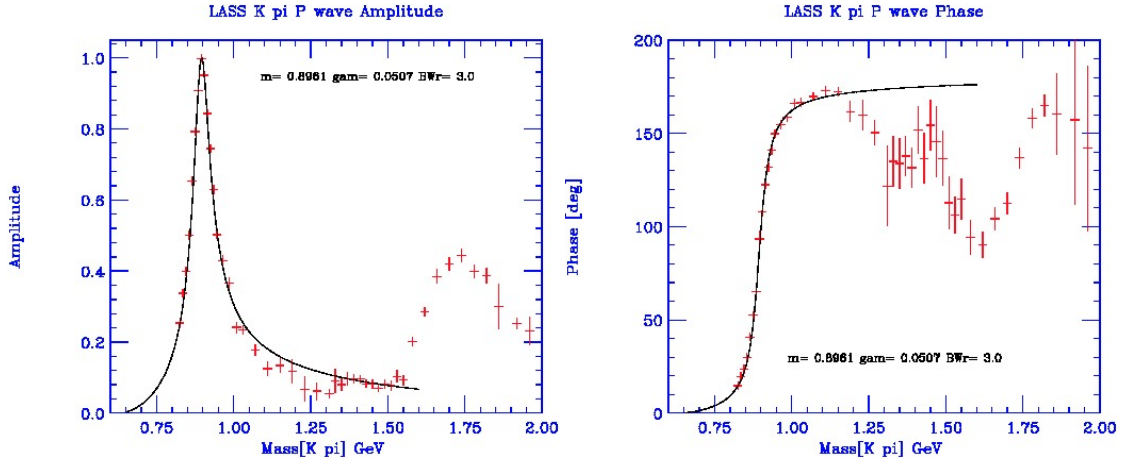 LASS K pi P wave Amplitude
m= 0.8961 gam= 0.0507 BWr= 3.0
Amplitude
1.0
0.8
0.6
0.4
0.2
0.0
0.75 1.00 1.25 1.50 1.75 2.00
Mass[K pi] GeV
LASS K pi P wave Phase
Phase [deg]
200
150
100
50
0
m= 0.8961 gam= 0.0507 BWr= 3.0
0.75 1.00 1.25 1.50 1.75 2.00
Mass[K pi] GeV